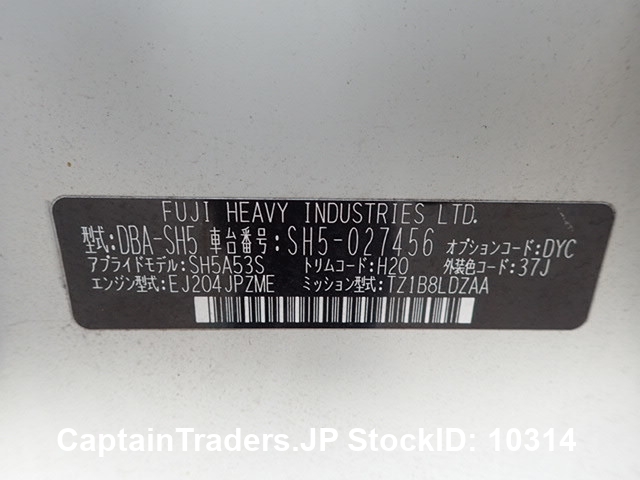 FUJI HEAVY INDUSTRIES LTD.
型式:DBA-SH5 車台番号:SH5-027456 オプションコード:DYC
アプライドモデル:SH5A53S トリムコード:H20 外装色コード:37J
エンジン型式:EJ204JPZME ミッション型式:TZ1B8LDZAA
CaptainTraders.JP StockID: 10314